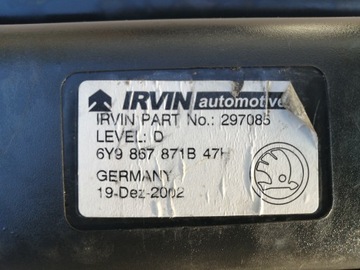 IRVIN automotive
IRVIN PART No.: 297085
LEVEL: D
6Y9 867 871B 47H
GERMANY
19-Dez-2002